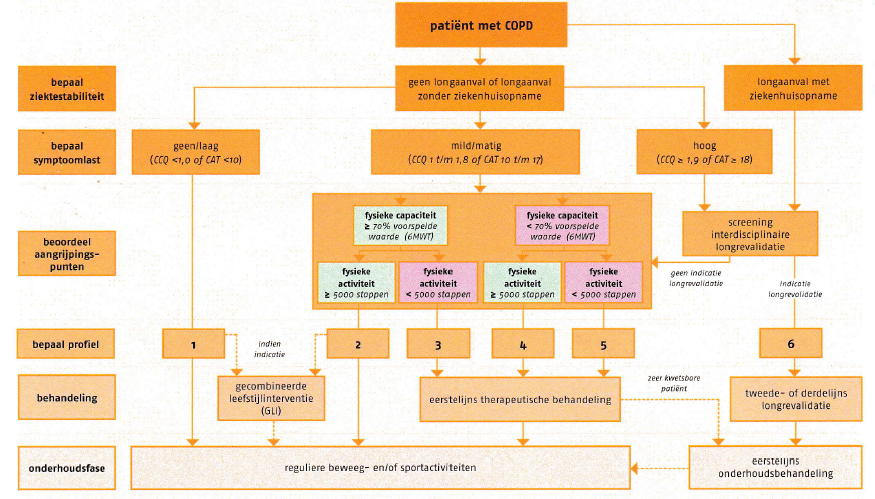 patiënt met COPD
bepaal
ziektestabiliteit
geen longaanval of longaanval
zonder ziekenhuisopname
longaanval met
ziekenhuisopname
bepaal
symptoomlast
geen/laag
(CCQ <1,0 of CAT <10)
mild/matig
(CCQ 1 t/m 1,8 of CAT 10 t/m 17)
hoog
(CCQ ≥ 1,9 of CAT ≥ 18)
beoordeel
aangrijpings-
punten
fysieke capaciteit
≥ 70% voorspelde
waarde (6MWT)
fysieke capaciteit
< 70% voorspelde
waarde (6MWT)
fysieke
activiteit
≥ 5000 stappen
fysieke
activiteit
< 5000 stappen
fysieke
activiteit
≥ 5000 stappen
fysieke
activiteit
< 5000 stappen
screening
interdisciplinaire
longrevalidatie
geen indicatie
longrevalidatie
indicatie
longrevalidatie
bepaal profiel
1
indien
indicatie
2
3
4
5
6
behandeling
gecombineerde
leefstijlinterventie
(GLI)
eerstelijns therapeutische behandeling
zeer kwetsbare
patiënt
tweede- of derdelijns
longrevalidatie
onderhoudsfase
reguliere beweeg- en/of sportactiviteiten
eerstelijns
onderhoudsbehandeling